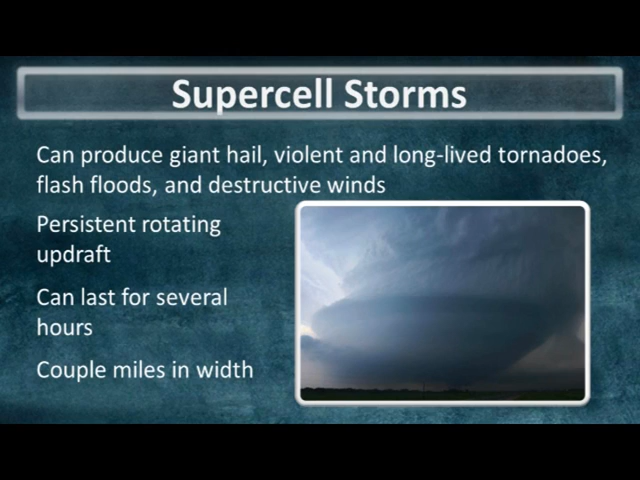 Supercell Storms
Can produce giant hail, violent and long-lived tornadoes,
flash floods, and destructive winds
Persistent rotating
updraft
Can last for several
hours
Couple miles in width